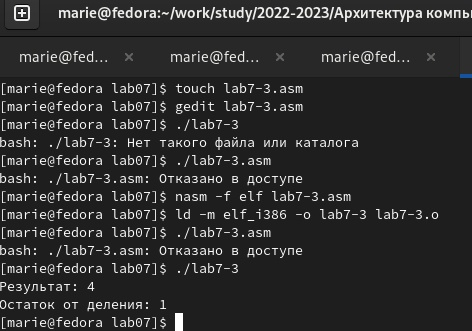 marie@fedora:~/work/study/2022-2023/Архитектура компь
marie@fed... × marie@fed... × marie@fed... ×
[marie@fedora lab07]$ touch lab7-3.asm
[marie@fedora lab07]$ gedit lab7-3.asm
[marie@fedora lab07]$ ./lab7-3
bash: ./lab7-3: Нет такого файла или каталога
[marie@fedora lab07]$ ./lab7-3.asm
bash: ./lab7-3.asm: Отказано в доступе
[marie@fedora lab07]$ nasm -f elf lab7-3.asm
[marie@fedora lab07]$ ld -m elf_i386 -o lab7-3 lab7-3.o
[marie@fedora lab07]$ ./lab7-3.asm
bash: ./lab7-3.asm: Отказано в доступе
[marie@fedora lab07]$ ./lab7-3
Результат: 4
Остаток от деления: 1
[marie@fedora lab07]$